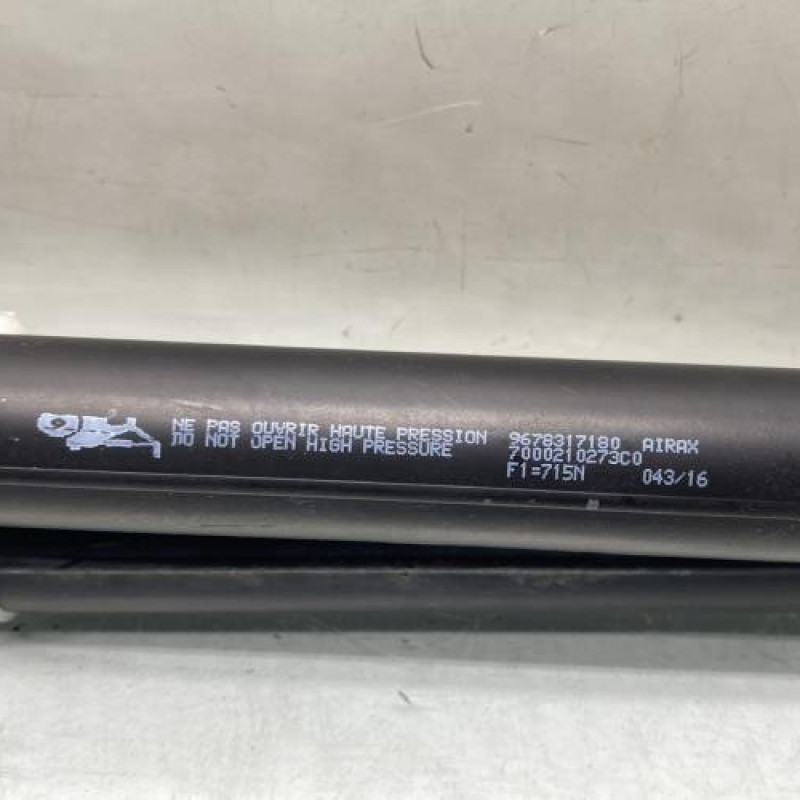 NE PAS OUVRIR HAUTE PRESSION 9678317180 AIRAX
DO NOT OPEN HIGH PRESSURE 7000210273C0
F1=715N 043/16